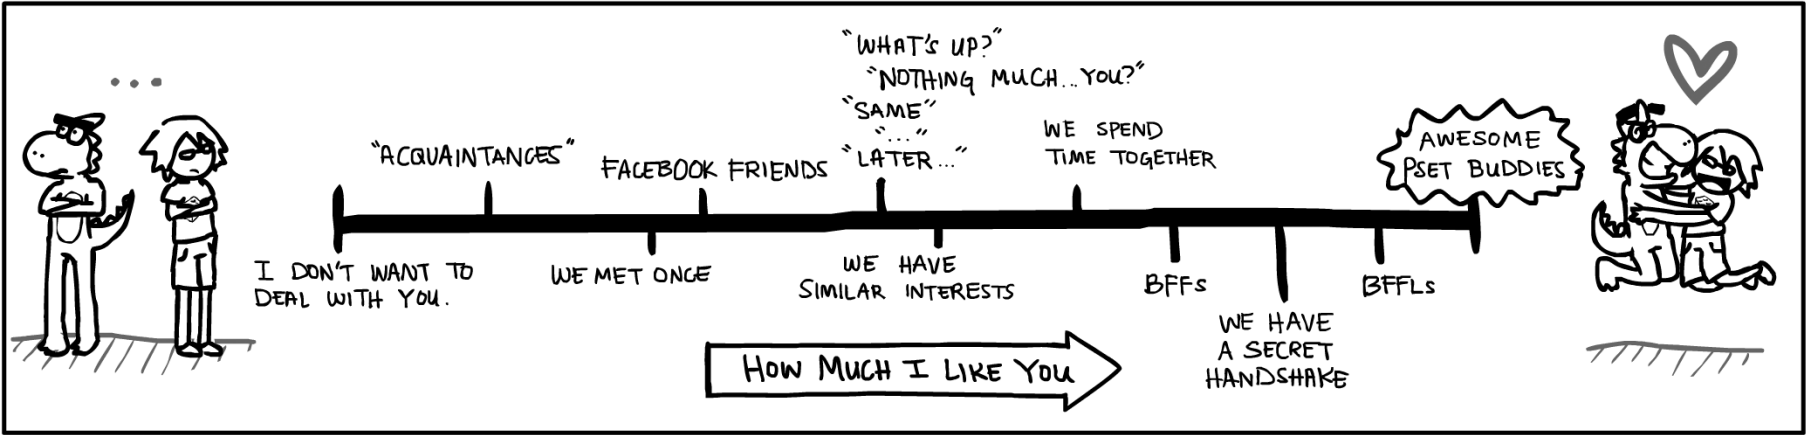 ...
"ACQUAINTANCES"
FACEBOOK FRIENDS
"WHAT'S UP?"
"NOTHING MUCH...YOU?"
"SAME"
"..."
"LATER..."
WE SPEND
TIME TOGETHER
AWESOME
PSET BUDDIES
I DON'T WANT TO
DEAL WITH YOU.
WE MET ONCE
WE HAVE
SIMILAR INTERESTS
BFFS
WE HAVE
A SECRET
HANDSHAKE
BFFLS
HOW MUCH I LIKE YOU